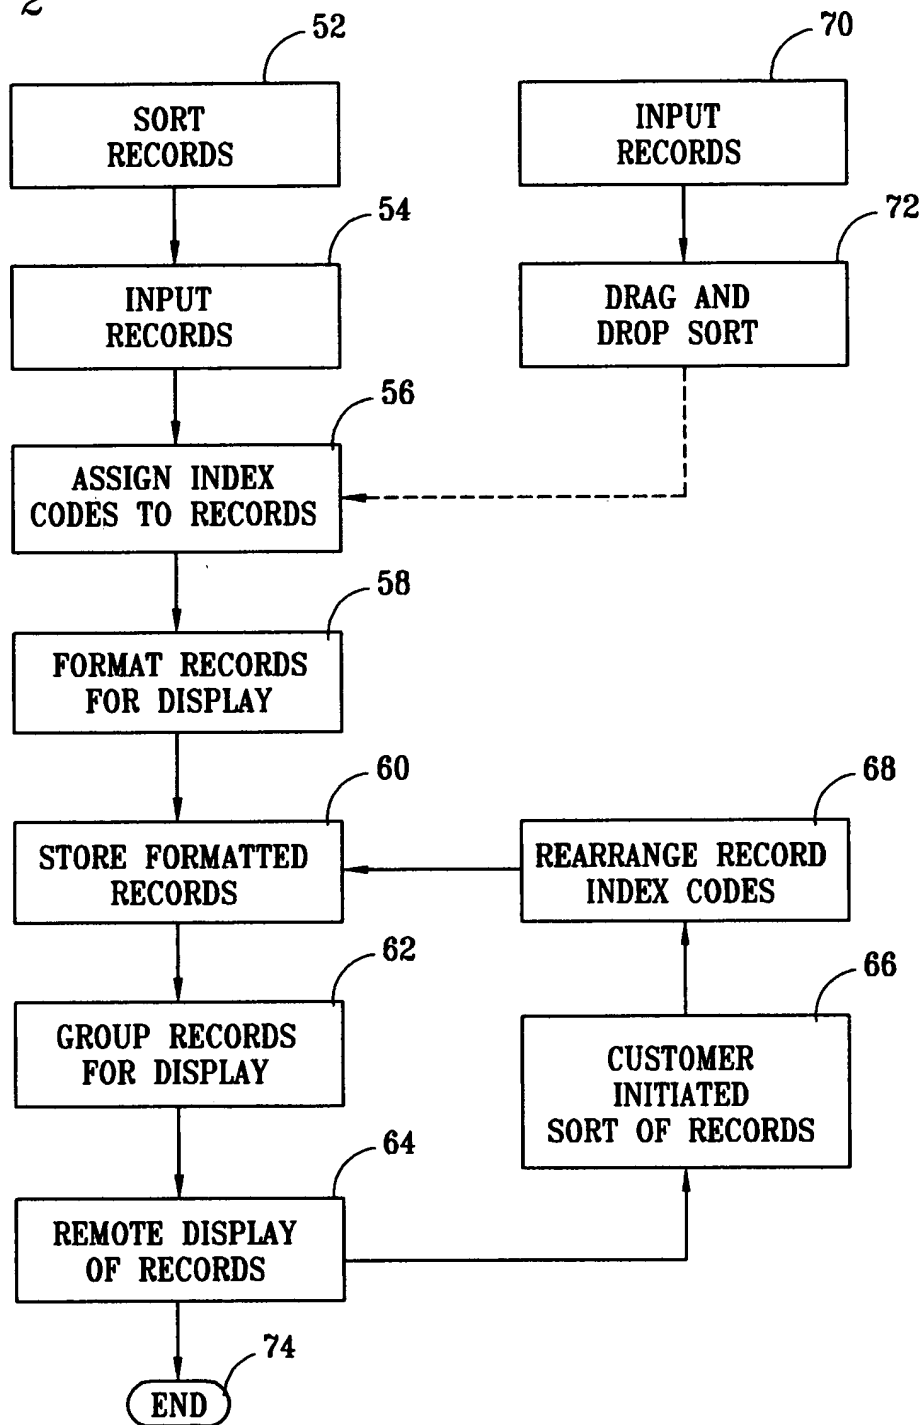 2
52
SORT
RECORDS
70
INPUT
RECORDS
54
INPUT
RECORDS
72
DRAG AND
DROP SORT
56
ASSIGN INDEX
CODES TO RECORDS
58
FORMAT RECORDS
FOR DISPLAY
60
STORE FORMATTED
RECORDS
68
REARRANGE RECORD
INDEX CODES
62
GROUP RECORDS
FOR DISPLAY
66
CUSTOMER
INITIATED
SORT OF RECORDS
64
REMOTE DISPLAY
OF RECORDS
74
END